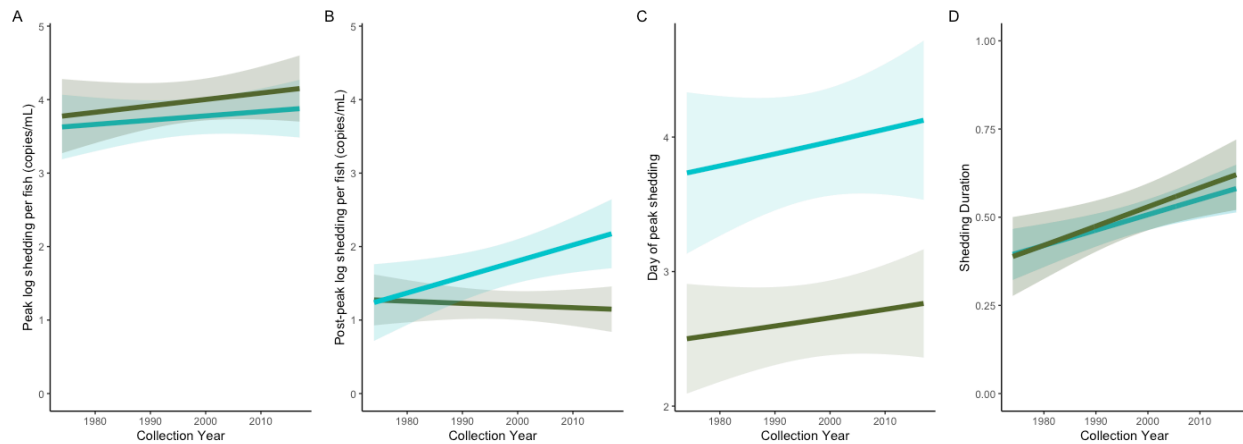 A
Peak log shedding per fish (copies/mL)
5
4
3
2
1
0
1980 1990 2000 2010
Collection Year
B
Post-peak log shedding per fish (copies/mL)
5
4
3
2
1
0
1980 1990 2000 2010
Collection Year
C
Day of peak shedding
4
3
2
1980 1990 2000 2010
Collection Year
D
Shedding Duration
1.00
0.75
0.50
0.25
0.00
1980 1990 2000 2010
Collection Year